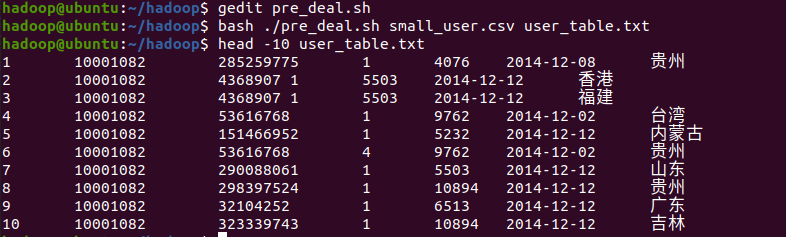 hadoop@ubuntu:~/hadoop$ gedit pre_deal.sh
hadoop@ubuntu:~/hadoop$ bash ./pre_deal.sh small_user.csv user_table.txt
hadoop@ubuntu:~/hadoop$ head -10 user_table.txt
1 10001082 285259775 1 4076 2014-12-08 贵州
2 10001082 4368907 1 5503 2014-12-12 香港
3 10001082 4368907 1 5503 2014-12-12 福建
4 10001082 53616768 1 9762 2014-12-02 台湾
5 10001082 151466952 1 5232 2014-12-12 内蒙古
6 10001082 53616768 4 9762 2014-12-02 贵州
7 10001082 290088061 1 5503 2014-12-12 山东
8 10001082 298397524 1 10894 2014-12-12 贵州
9 10001082 32104252 1 6513 2014-12-12 广东
10 10001082 323339743 1 10894 2014-12-12 吉林
hadoop@ubuntu:~/hadoop$